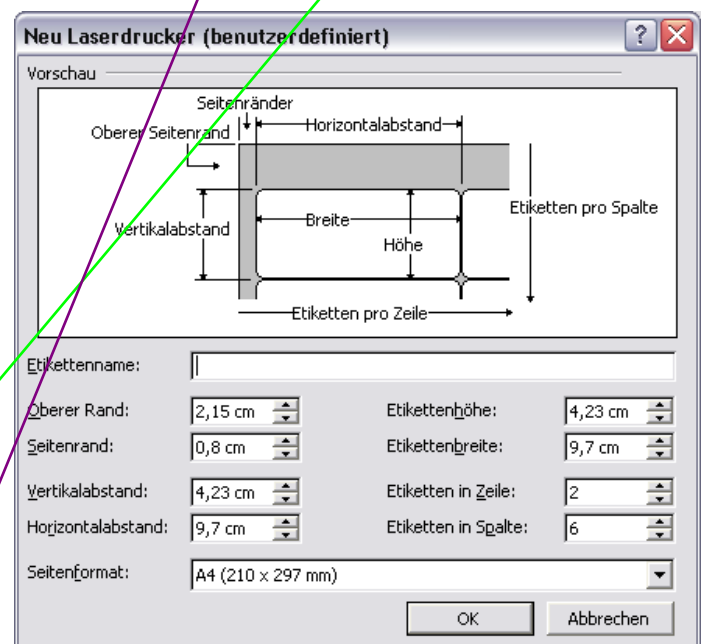 Neu Laserdrucker (benutzerdefiniert)
Vorschau
Seitenränder
Oberer Seitenrand
Horizontalabstand
Vertikalabstand
Breite
Höhe
Etiketten pro Spalte
Etiketten pro Zeile
Etikettenname:
Oberer Rand: 2,15 cm Etikettenhöhe: 4,23 cm
Seitenrand: 0,8 cm Etikettenbreite: 9,7 cm
Vertikalabstand: 4,23 cm Etiketten in Zeile: 2
Horizontalabstand: 9,7 cm Etiketten in Spalte: 6
Seitenformat: A4 (210 x 297 mm)
OK Abbrechen